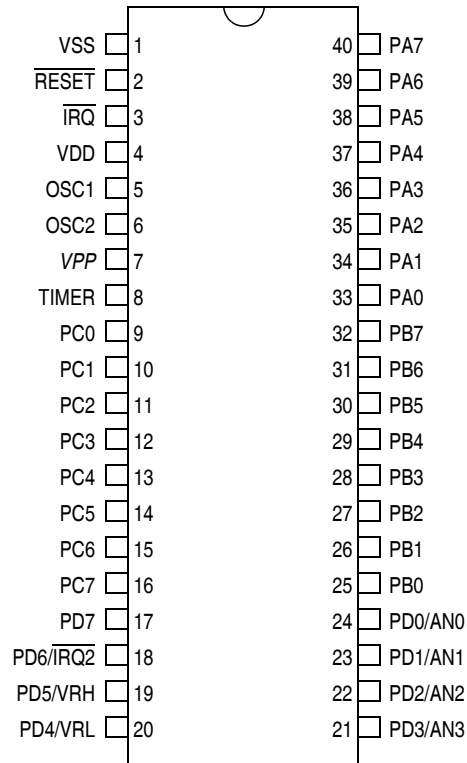 VSS 1 40 PA7
R̅E̅S̅E̅T̅ 2 39 PA6
I̅R̅Q̅ 3 38 PA5
VDD 4 37 PA4
OSC1 5 36 PA3
OSC2 6 35 PA2
VPP 7 34 PA1
TIMER 8 33 PA0
PC0 9 32 PB7
PC1 10 31 PB6
PC2 11 30 PB5
PC3 12 29 PB4
PC4 13 28 PB3
PC5 14 27 PB2
PC6 15 26 PB1
PC7 16 25 PB0
PD7 17 24 PD0/AN0
PD6/I̅R̅Q̅2̅ 18 23 PD1/AN1
PD5/VRH 19 22 PD2/AN2
PD4/VRL 20 21 PD3/AN3